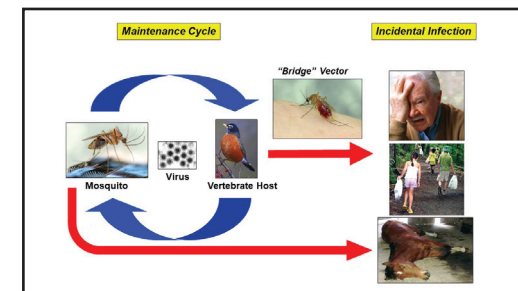 Maintenance Cycle
Incidental Infection
“Bridge” Vector
Mosquito
Virus
Vertebrate Host